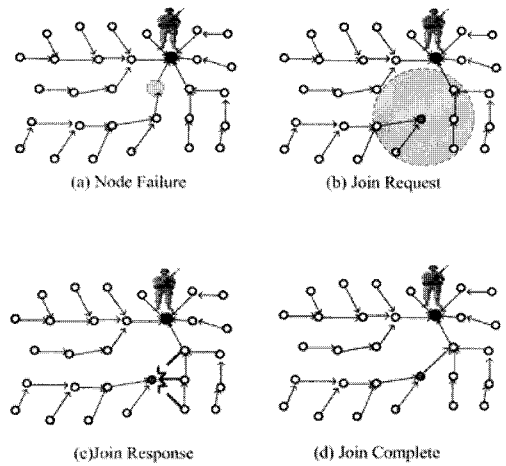 (a) Node Failure
(b) Join Request
(c)Join Response
(d) Join Complete